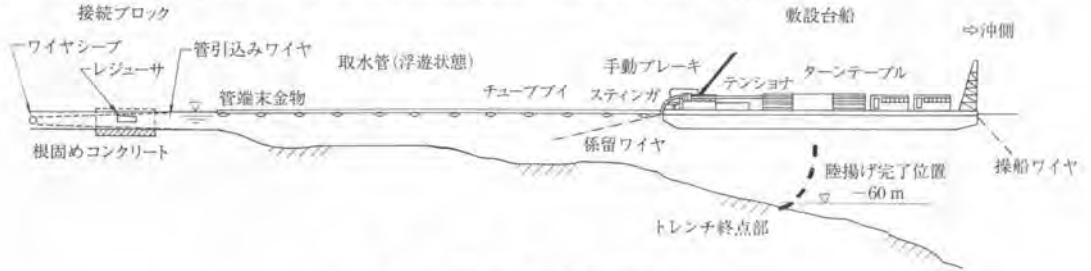 接続ブロック
敷設台船
⇨沖側
ワイヤシーブ
管引込みワイヤ
レジューサ
取水管(浮遊状態)
手動ブレーキ
テンショナ
ターンテーブル
管端末金物
チューブブイ
スティンガ
係留ワイヤ
根固めコンクリート
操船ワイヤ
陸揚げ完了位置
−60 m
トレンチ終点部